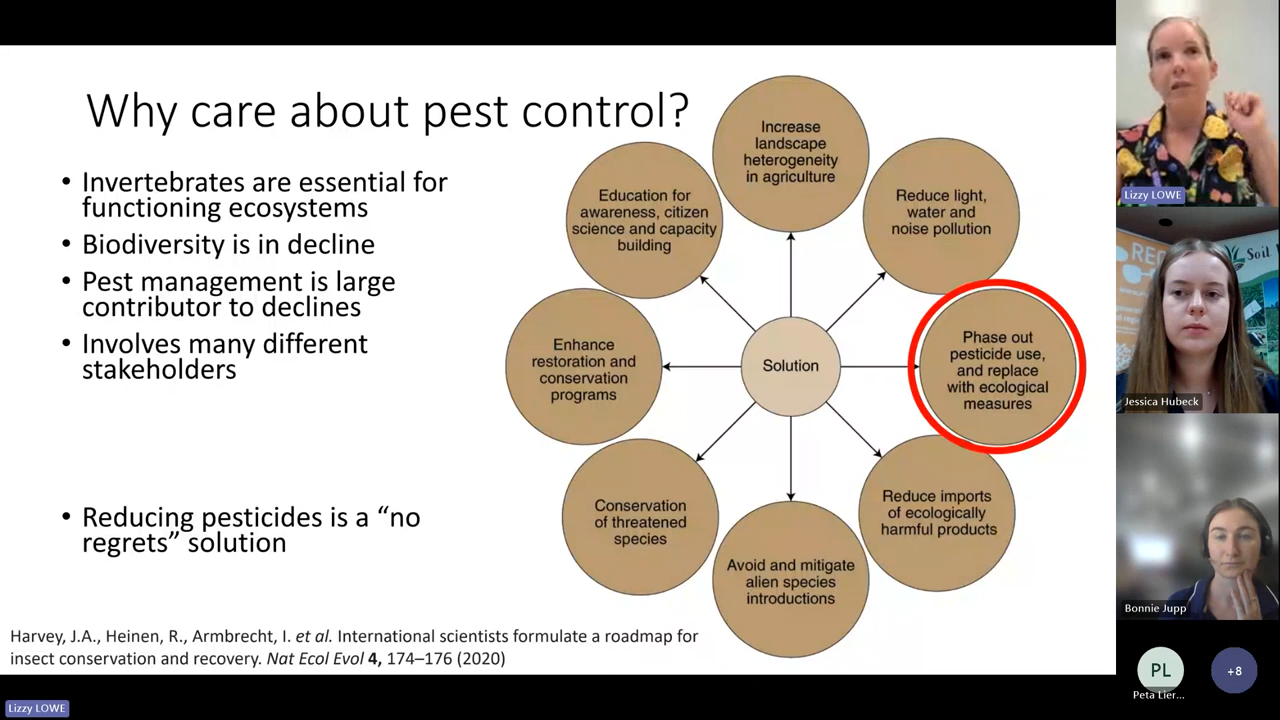 Why care about pest control?
• Invertebrates are essential for
functioning ecosystems
• Biodiversity is in decline
• Pest management is large
contributor to declines
• Involves many different
stakeholders
• Reducing pesticides is a “no
regrets” solution
Increase
landscape
heterogeneity
in agriculture
Reduce light,
water and
noise pollution
Phase out
pesticide use,
and replace
with ecological
measures
Reduce imports
of ecologically
harmful products
Avoid and mitigate
alien species
introductions
Conservation
of threatened
species
Enhance
restoration and
conservation
programs
Education for
awareness, citizen
science and capacity
building
Solution
Harvey, J.A., Heinen, R., Armbrecht, I. et al. International scientists formulate a roadmap for
insect conservation and recovery. Nat Ecol Evol 4, 174–176 (2020)
Lizzy LOWE
Lizzy LOWE
Soil
Jessica Hubeck
Bonnie Jupp
PL
Peta Lier...
+8